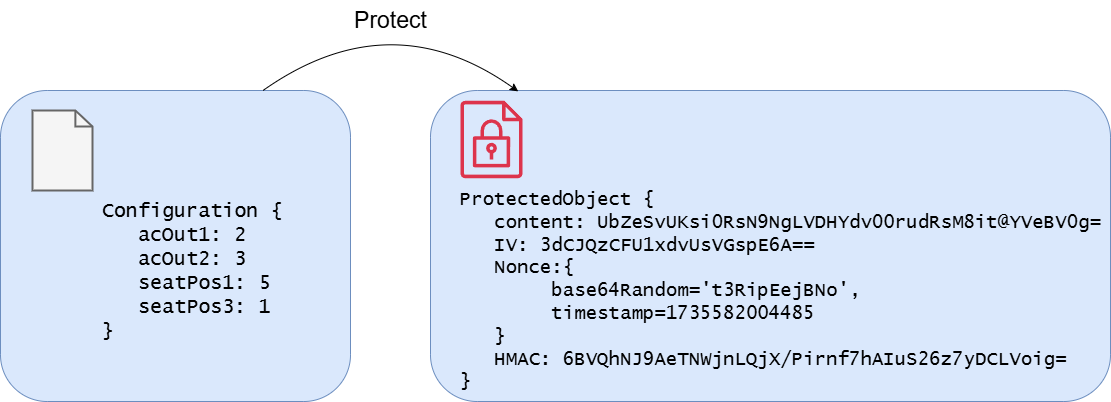 Protect
Configuration {
acOut1: 2
acOut2: 3
seatPos1: 5
seatPos3: 1
}
ProtectedObject {
content: UbZeSvUKsi0RsN9NgLVDHYdv00rudRsM8it@YVeBV0g=
IV: 3dCJQzCFU1xdvUsVGspE6A==
Nonce:{
base64Random='t3RipEejBNo',
timestamp=1735582004485
}
HMAC: 6BVQhNJ9AeTNWjnLQjX/Pirnf7hAIuS26z7yDCLVoig=
}